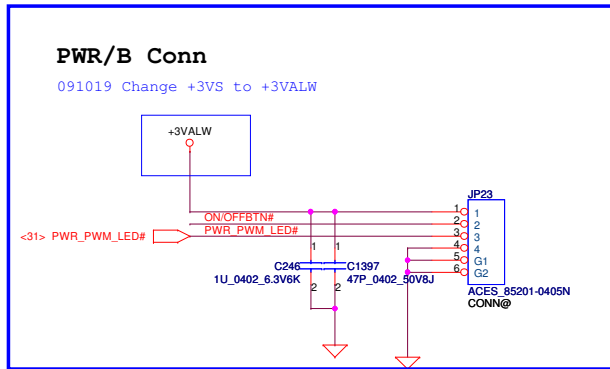 PWR/B Conn
091019 Change +3VS to +3VALW
+3VALW
JP23
1 1
ON/OFFBTN# 2 2
<31> PWR_PWM_LED# PWR_PWM_LED# 3 3
4 4
5 G1
6 G2
1 1
C246 C1397
1U_0402_6.3V6K 47P_0402_50V8J
2 2
ACES_85201-0405N
CONN@